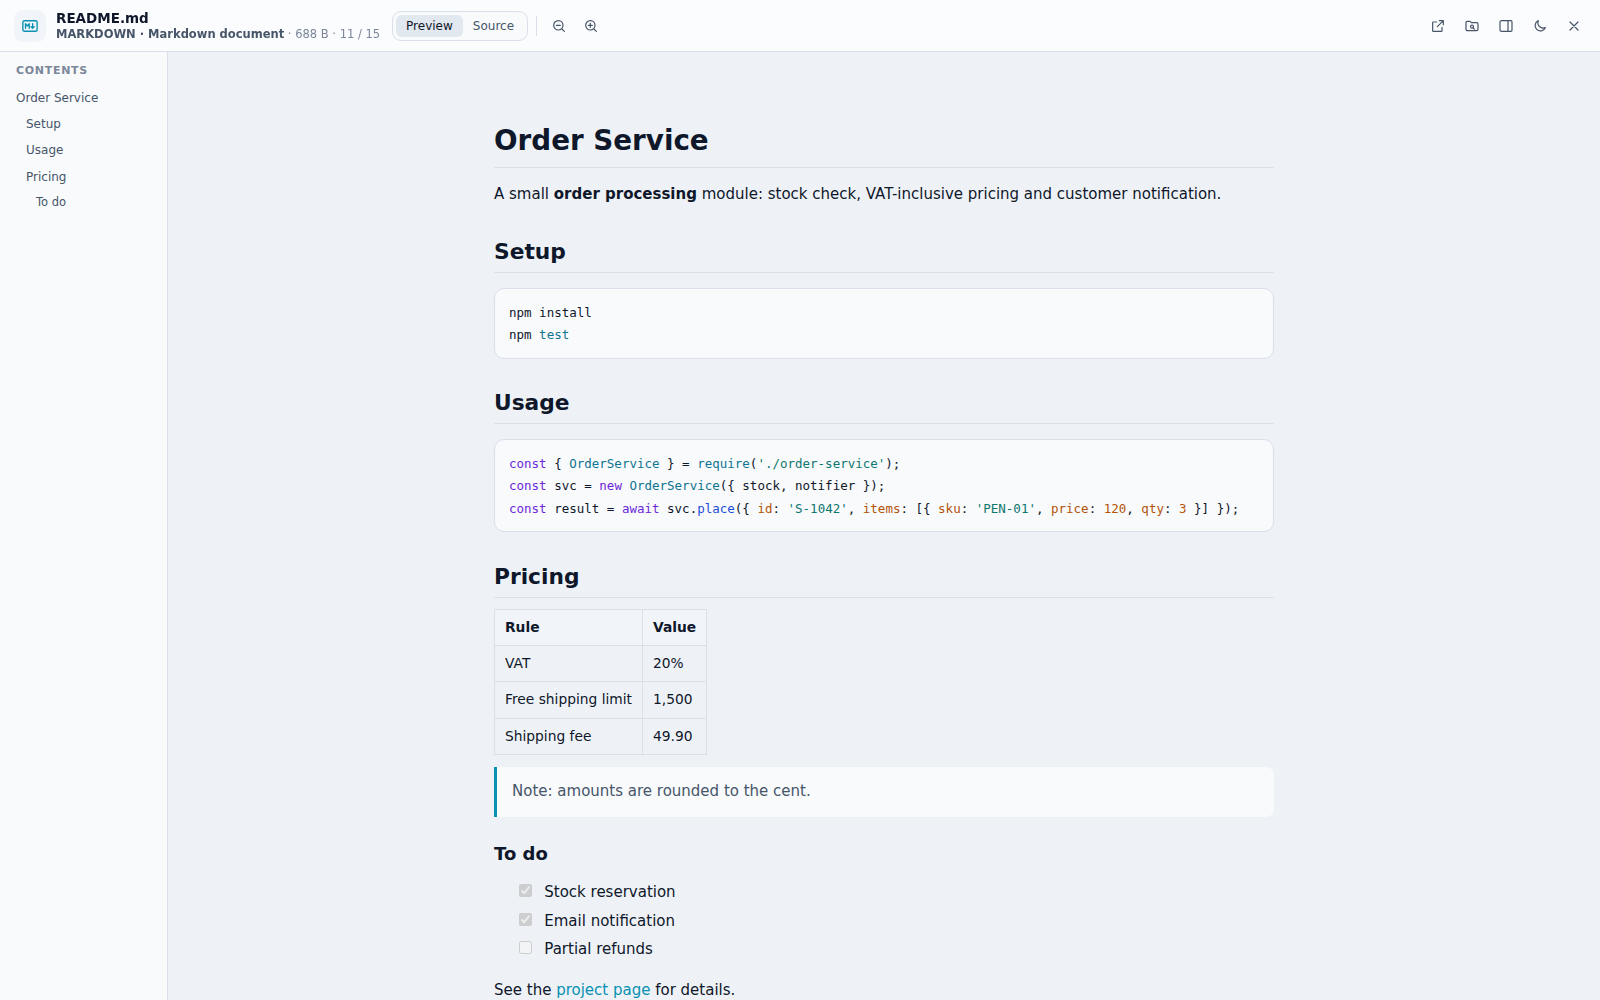 README.md
MARKDOWN · Markdown document · 688 B · 11 / 15
Preview Source
CONTENTS
Order Service
Setup
Usage
Pricing
To do
Order Service
A small order processing module: stock check, VAT-inclusive pricing and customer notification.
Setup
npm install
npm test
Usage
const { OrderService } = require('./order-service');
const svc = new OrderService({ stock, notifier });
const result = await svc.place({ id: 'S-1042', items: [{ sku: 'PEN-01', price: 120, qty: 3 }] });
Pricing
Rule Value
VAT 20%
Free shipping limit 1,500
Shipping fee 49.90
Note: amounts are rounded to the cent.
To do
Stock reservation
Email notification
Partial refunds
See the project page for details.